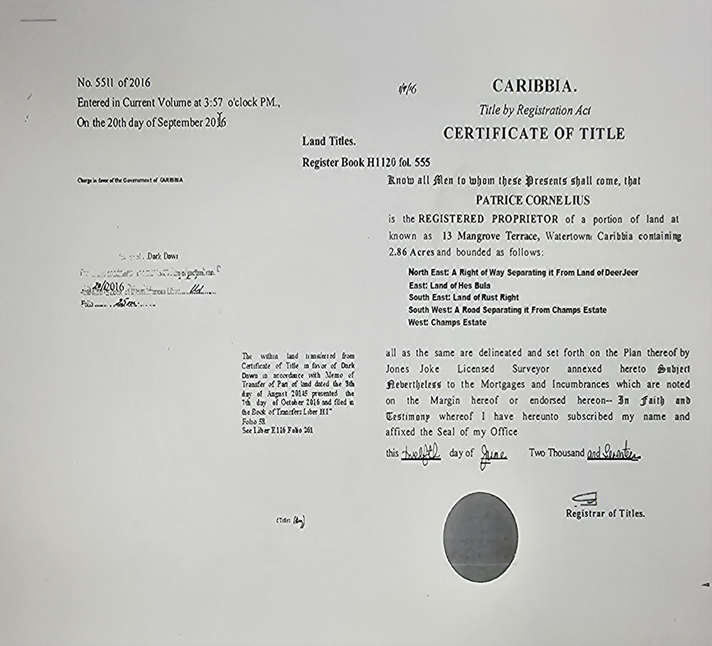 No. 5511 of 2016
Entered in Current Volume at 3:57 o'clock PM.,
On the 20th day of September 2016
Charge in favor of the Government of CARIBBIA
Dark Dawn
/2016
Folio
The within land transferred from
Certificate of Title in favor of Dark
Dawn in accordance with Memo of
Transfer of Part of land dated the 8th
day of August 20145 presented the
7th day of October 2016 and filed in
the Book of Transfers Liber H1"
Folio 58.
See Liber E116 Folio 261
Land Titles.
Register Book H1120 fol. 555
CARIBBIA.
Title by Registration Act
CERTIFICATE OF TITLE
Know all Men to whom these Presents shall come, that
PATRICE CORNELIUS
is the REGISTERED PROPRIETOR of a portion of land at
known as 13 Mangrove Terrace, Watertown: Caribbia containing
2.86 Acres and bounded as follows:
North East: A Right of Way Separating it From Land of DeerJeer
East: Land of Hes Bula
South East: Land of Rust Right
South West: A Road Separating it From Champs Estate
West: Champs Estate
all as the same are delineated and set forth on the Plan thereof by
Jones Joke Licensed Surveyor annexed hereto Subject
Nevertheless to the Mortgages and Incumbrances which are noted
on the Margin hereof or endorsed hereon-- In Faith and
Testimony whereof I have hereunto subscribed my name and
affixed the Seal of my Office
this twelfth day of June Two Thousand and Seventeen
Registrar of Titles.